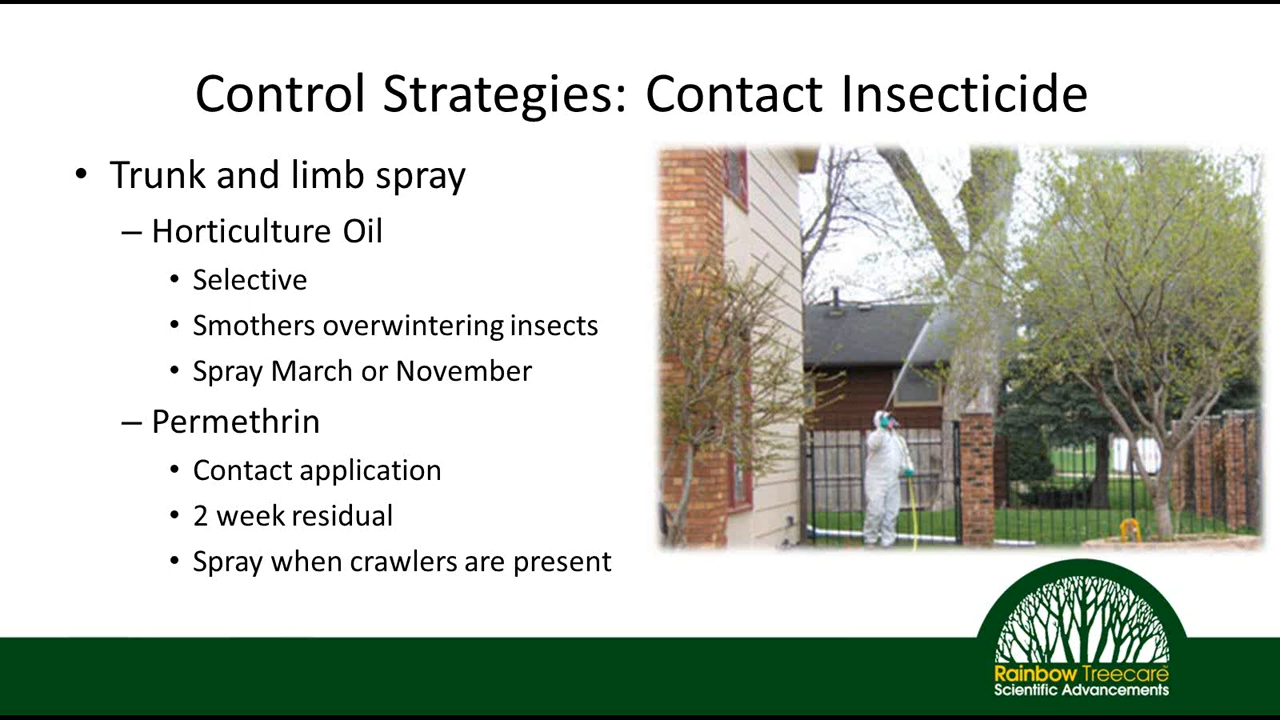 Control Strategies: Contact Insecticide
• Trunk and limb spray
– Horticulture Oil
• Selective
• Smothers overwintering insects
• Spray March or November
– Permethrin
• Contact application
• 2 week residual
• Spray when crawlers are present
Rainbow Treecare
Scientific Advancements